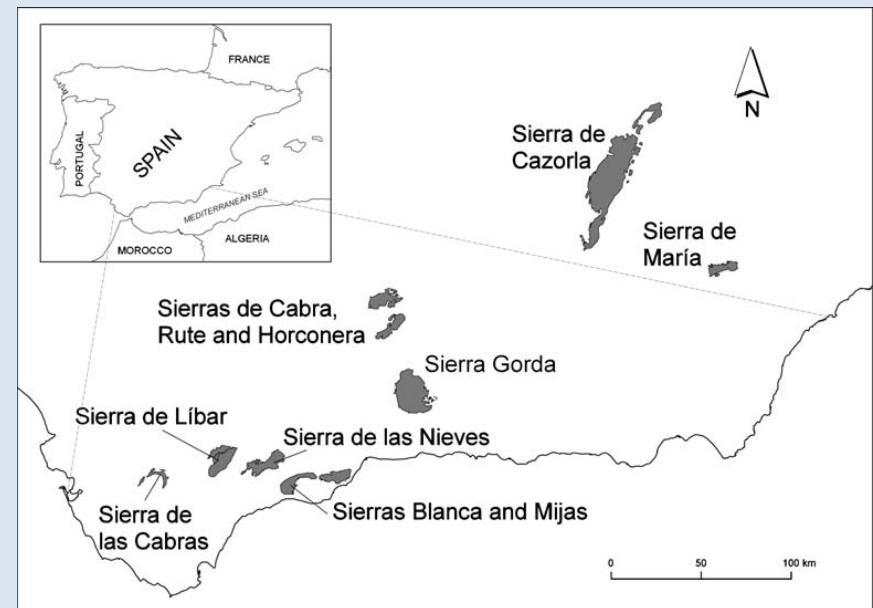 FRANCE
PORTUGAL
SPAIN
MEDITERRANEAN SEA
MOROCCO
ALGERIA
N
Sierra de
Cazorla
Sierra de
María
Sierras de Cabra,
Rute and Horconera
Sierra Gorda
Sierra de Líbar
Sierra de las Nieves
Sierra de
las Cabras
Sierras Blanca and Mijas
0 50 100 km